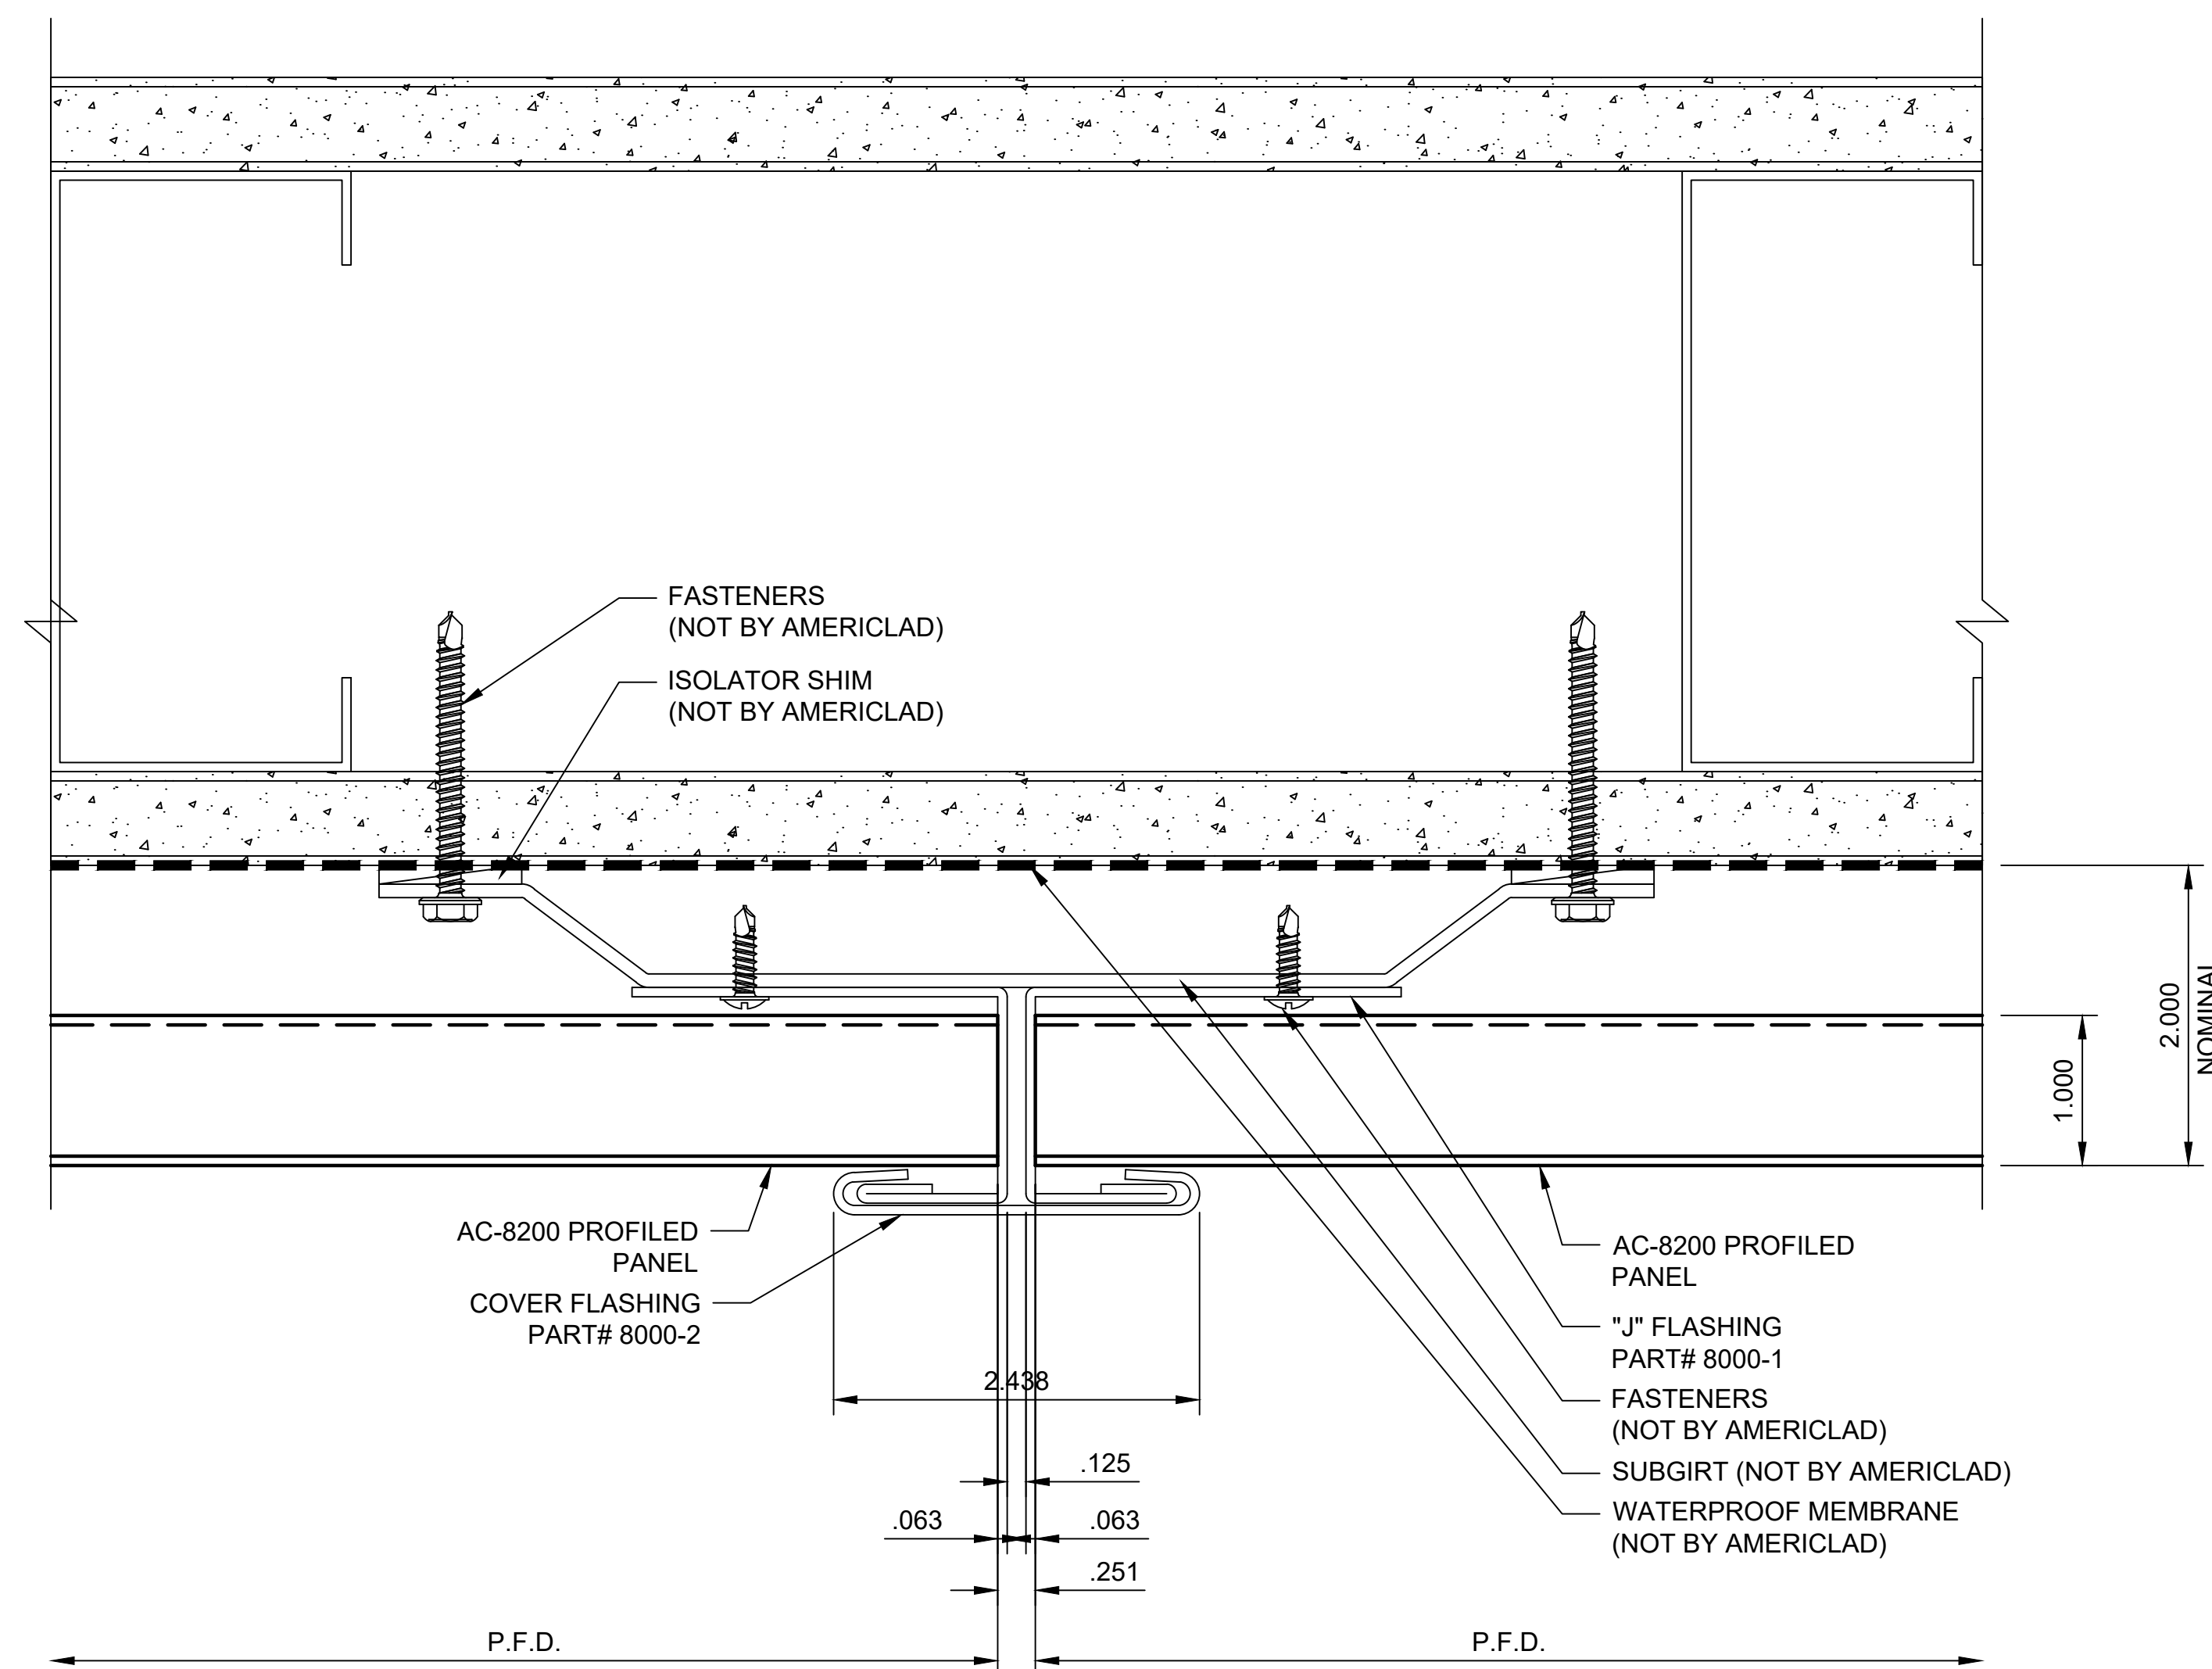 FASTENERS
(NOT BY AMERICLAD)
ISOLATOR SHIM
(NOT BY AMERICLAD)
2.000
NOMINAL
1.000
AC-8200 PROFILED
PANEL
COVER FLASHING
PART# 8000-2
AC-8200 PROFILED
PANEL
"J" FLASHING
PART# 8000-1
FASTENERS
(NOT BY AMERICLAD)
SUBGIRT (NOT BY AMERICLAD)
WATERPROOF MEMBRANE
(NOT BY AMERICLAD)
2.438
.125
.063
.063
.251
P.F.D.
P.F.D.